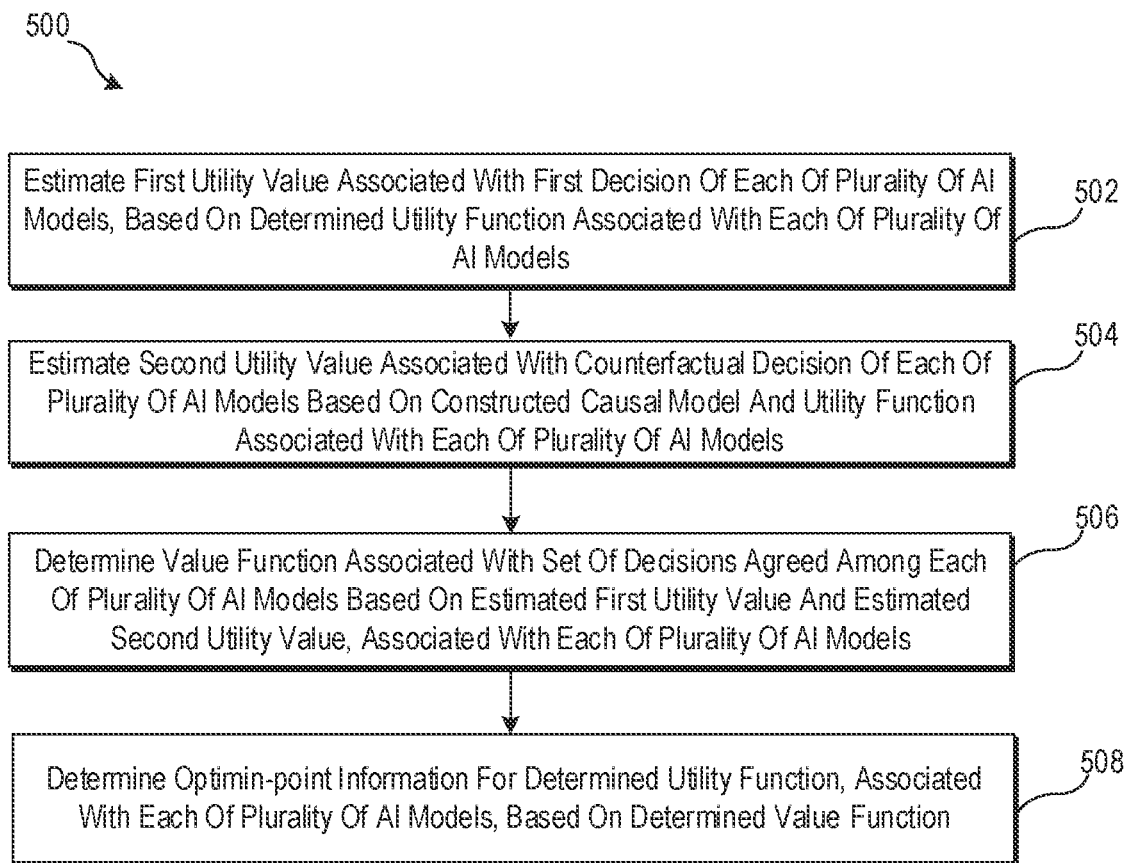 500
Estimate First Utility Value Associated With First Decision Of Each Of Plurality Of AI
Models, Based On Determined Utility Function Associated With Each Of Plurality Of
AI Models
502
Estimate Second Utility Value Associated With Counterfactual Decision Of Each Of
Plurality Of AI Models Based On Constructed Causal Model And Utility Function
Associated With Each Of Plurality Of AI Models
504
Determine Value Function Associated With Set Of Decisions Agreed Among Each
Of Plurality Of AI Models Based On Estimated First Utility Value And Estimated
Second Utility Value, Associated With Each Of Plurality Of AI Models
506
Determine Optimin-point Information For Determined Utility Function, Associated
With Each Of Plurality Of AI Models, Based On Determined Value Function
508